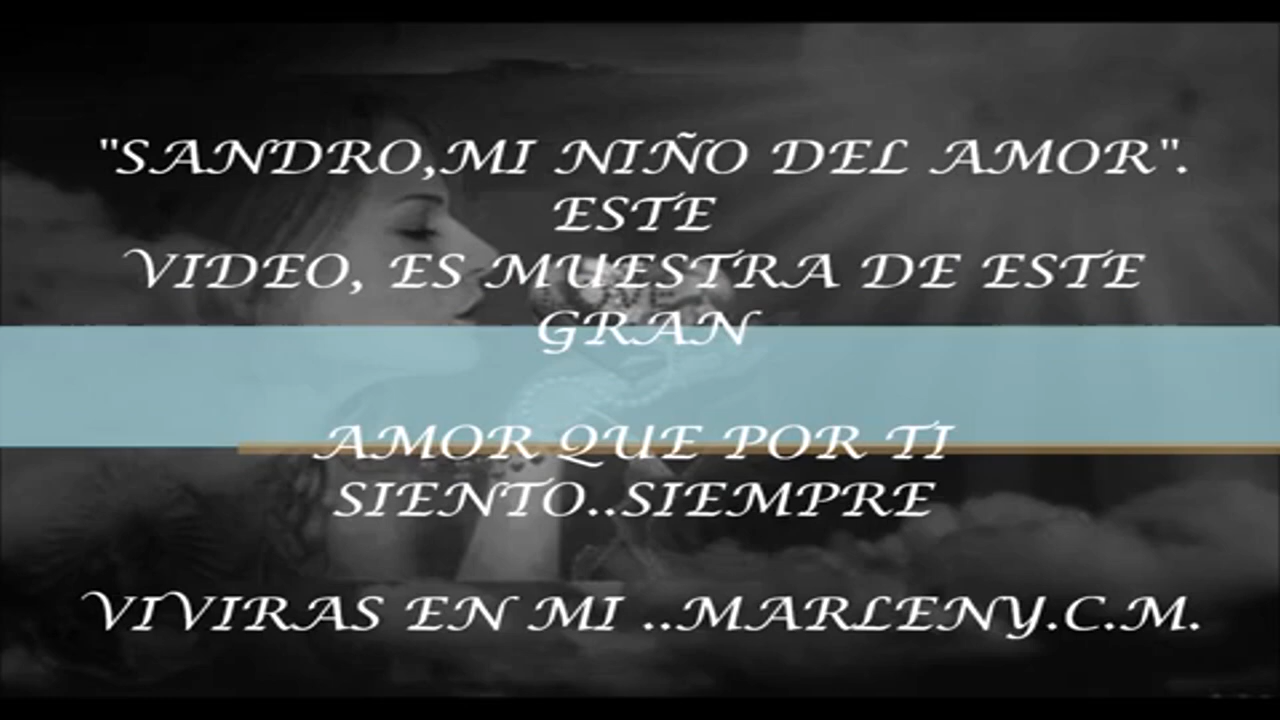 "SANDRO,MI NIÑO DEL AMOR".
ESTE
VIDEO, ES MUESTRA DE ESTE
GRAN
AMOR QUE POR TI
SIENTO..SIEMPRE
VIVIRAS EN MI ..MARLENY.C.M.
LOVE